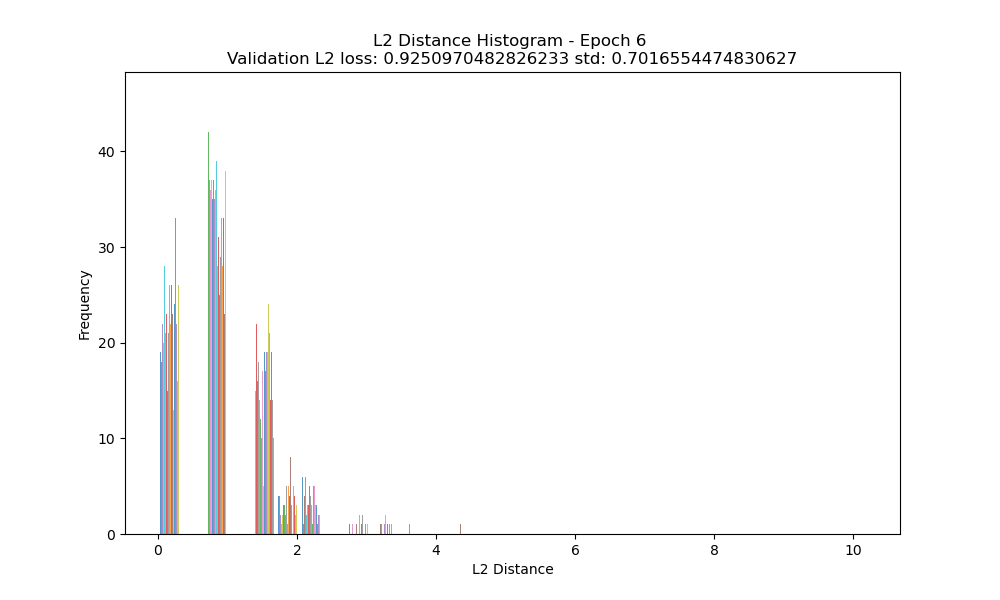 L2 Distance Histogram - Epoch 6
Validation L2 loss: 0.9250970482826233 std: 0.7016554474830627
Frequency
40
30
20
10
0
0 2 4 6 8 10
L2 Distance